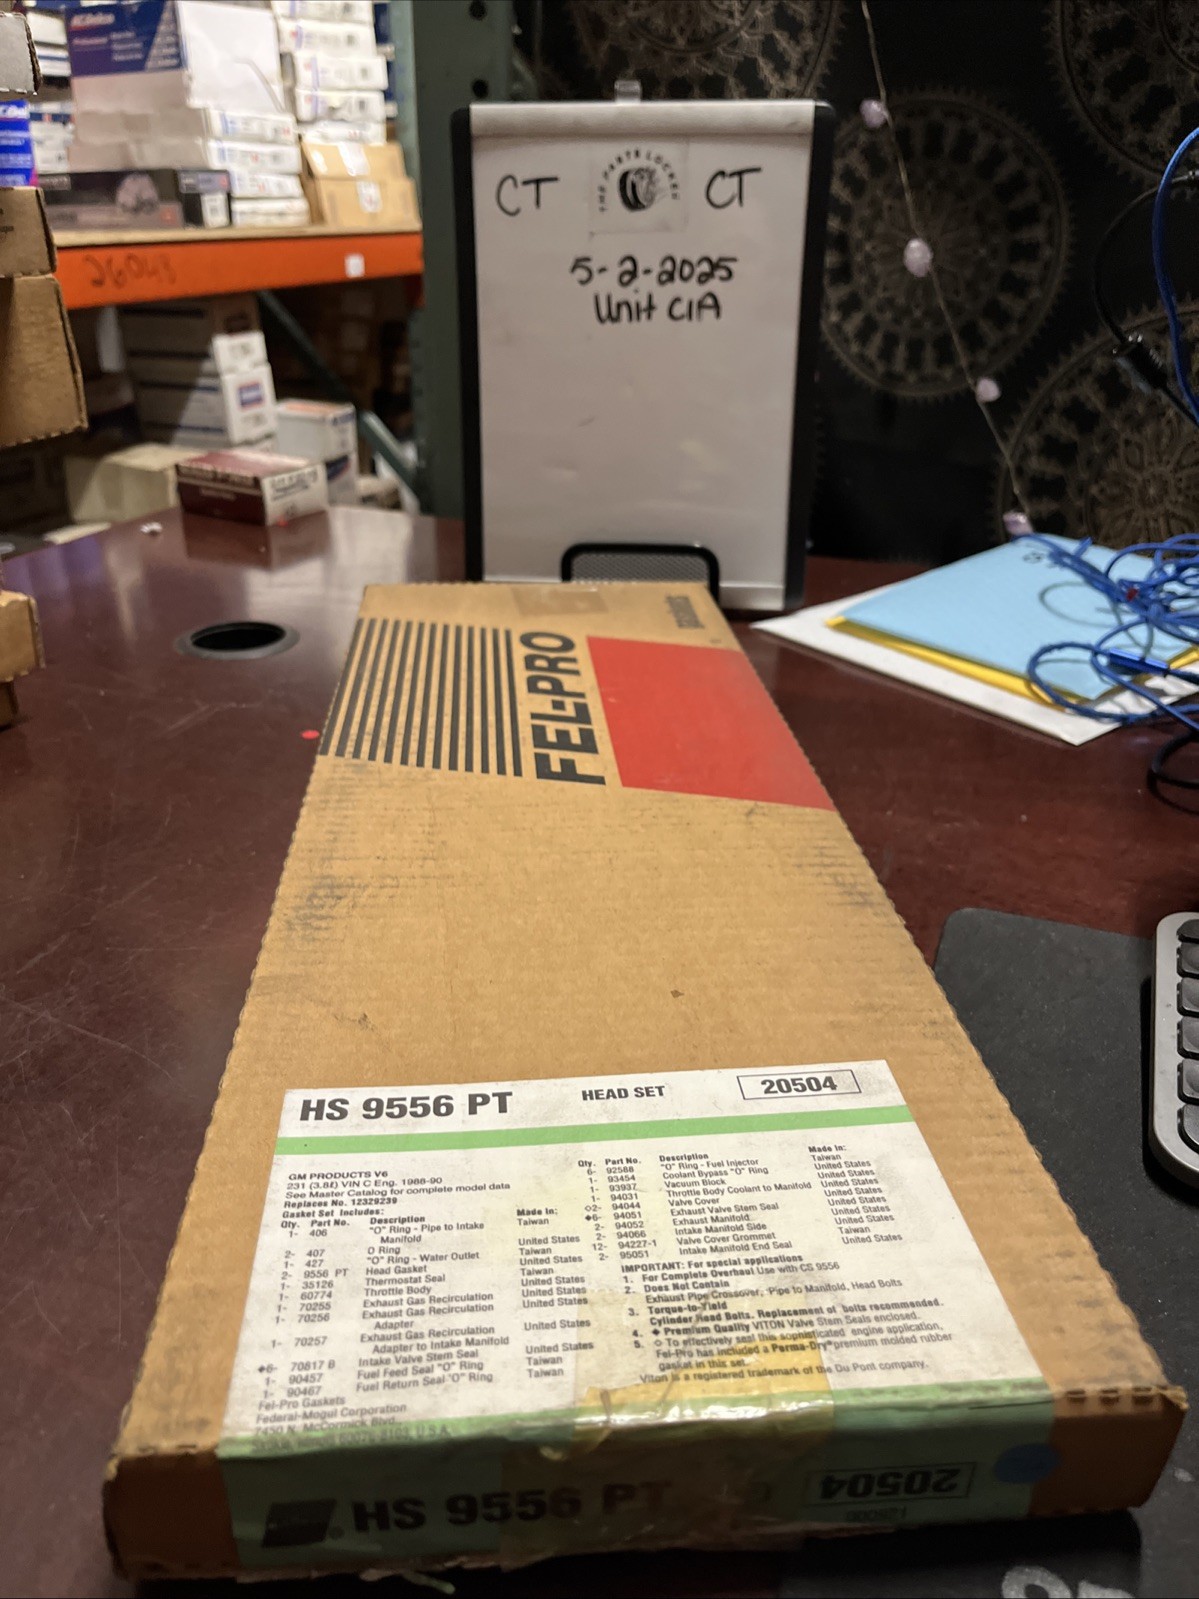 ACDelco
26048
CT
THE PARTS LOCKER
CT
5-2-2025
Unit C1A
FEL-PRO
HS 9556 PT
HEAD SET
20504
GM PRODUCTS V6
231 (3.8ℓ) VIN C Eng. 1988-90
See Master Catalog for complete model data
Replaces No. 12329239
Gasket Set Includes:
Qty. Part No. Description Made in:
1- 406 "O" Ring - Pipe to Intake Manifold Taiwan
2- 407 O Ring United States
1- 427 "O" Ring - Water Outlet Taiwan
2- 9556 PT Head Gasket United States
1- 35126 Thermostat Seal Taiwan
1- 60774 Throttle Body United States
1- 70255 Exhaust Gas Recirculation United States
1- 70256 Exhaust Gas Recirculation Adapter United States
1- 70257 Exhaust Gas Recirculation Adapter to Intake Manifold United States
◆6- 70817 B Intake Valve Stem Seal United States
1- 90457 Fuel Feed Seal "O" Ring Taiwan
1- 90467 Fuel Return Seal "O" Ring Taiwan
Fel-Pro Gaskets
Federal-Mogul Corporation
7450 N. McCormick Blvd.
Qty. Part No. Description Made in:
6- 92588 "O" Ring - Fuel Injector Taiwan
1- 93454 Coolant Bypass "O" Ring United States
1- 93937 Vacuum Block United States
1- 94031 Throttle Body Coolant to Manifold United States
◇2- 94044 Valve Cover United States
◆6- 94051 Exhaust Valve Stem Seal United States
2- 94052 Exhaust Manifold United States
2- 94066 Intake Manifold Side United States
12- 94227-1 Valve Cover Grommet Taiwan
2- 95051 Intake Manifold End Seal United States
IMPORTANT: For special applications
1. For Complete Overhaul Use with CS 9556
2. Does Not Contain
Exhaust Pipe Crossover, Pipe to Manifold, Head Bolts
3. Torque-to-Yield
Cylinder Head Bolts. Replacement of bolts recommended.
4. ◆ Premium Quality VITON Valve Stem Seals enclosed.
5. ◇ To effectively seal this sophisticated engine application,
Fel-Pro has included a Perma-Dry® premium molded rubber
gasket in this set.
Viton is a registered trademark of the Du Pont company.
HS 9556 PT
20504